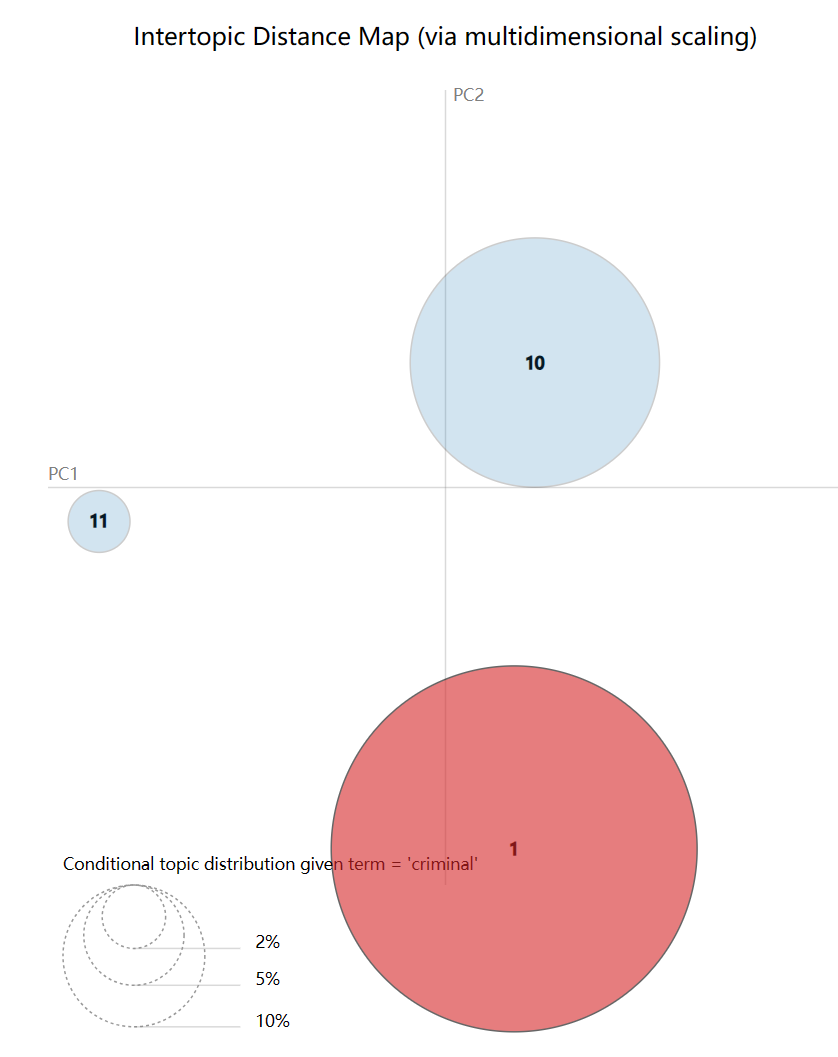 Intertopic Distance Map (via multidimensional scaling)
PC2
10
PC1
11
1
Conditional topic distribution given term = 'criminal'
2%
5%
10%